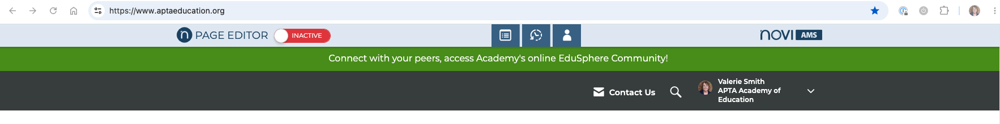 https://www.aptaeducation.org
n PAGE EDITOR INACTIVE NOVI AMS
Connect with your peers, access Academy's online EduSphere Community!
Contact Us
Valerie Smith
APTA Academy of
Education